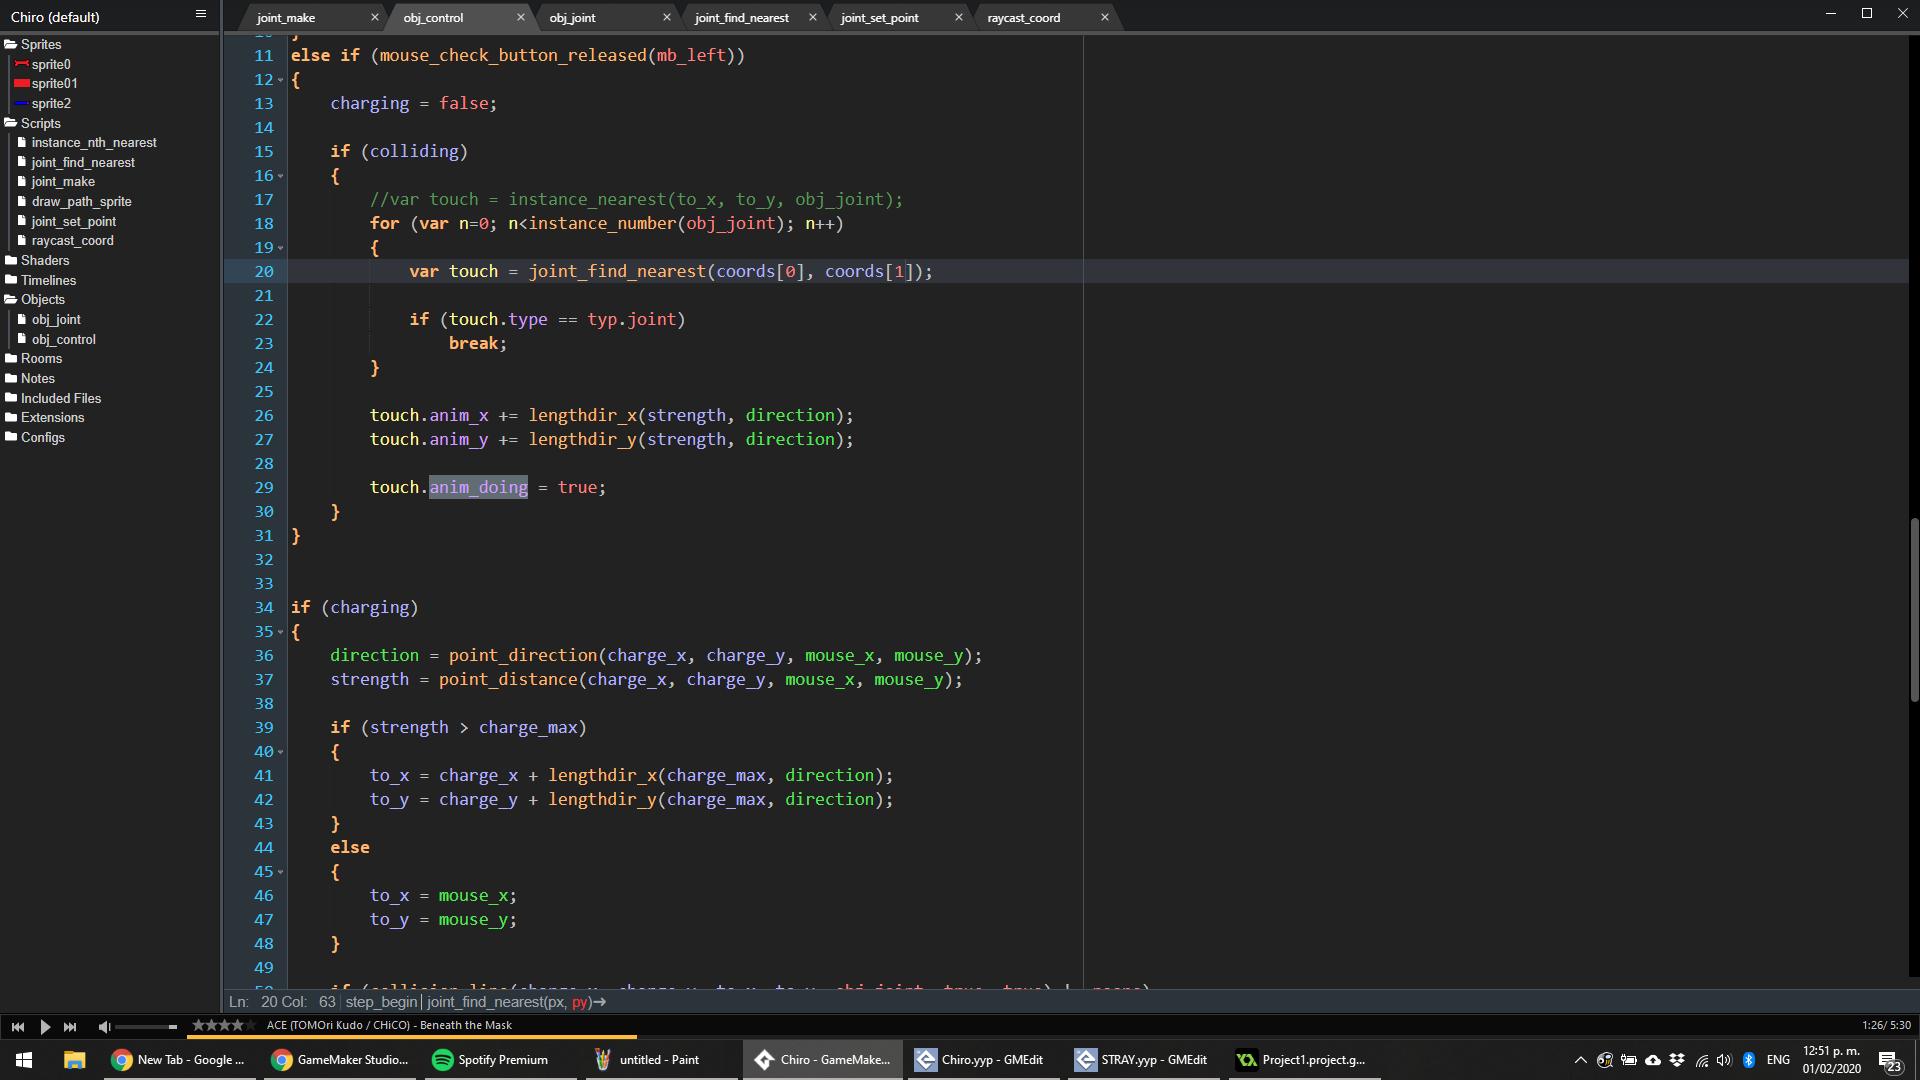 Chiro (default)
joint_make
obj_control
obj_joint
joint_find_nearest
joint_set_point
raycast_coord
Sprites
sprite0
sprite01
sprite2
Scripts
instance_nth_nearest
joint_find_nearest
joint_make
draw_path_sprite
joint_set_point
raycast_coord
Shaders
Timelines
Objects
obj_joint
obj_control
Rooms
Notes
Included Files
Extensions
Configs
11 else if (mouse_check_button_released(mb_left))
12 {
13 charging = false;
14
15 if (colliding)
16 {
17 //var touch = instance_nearest(to_x, to_y, obj_joint);
18 for (var n=0; n<instance_number(obj_joint); n++)
19 {
20 var touch = joint_find_nearest(coords[0], coords[1]);
21
22 if (touch.type == typ.joint)
23 break;
24 }
25
26 touch.anim_x += lengthdir_x(strength, direction);
27 touch.anim_y += lengthdir_y(strength, direction);
28
29 touch.anim_doing = true;
30 }
31 }
32
33
34 if (charging)
35 {
36 direction = point_direction(charge_x, charge_y, mouse_x, mouse_y);
37 strength = point_distance(charge_x, charge_y, mouse_x, mouse_y);
38
39 if (strength > charge_max)
40 {
41 to_x = charge_x + lengthdir_x(charge_max, direction);
42 to_y = charge_y + lengthdir_y(charge_max, direction);
43 }
44 else
45 {
46 to_x = mouse_x;
47 to_y = mouse_y;
48 }
49
Ln: 20 Col: 63 step_begin joint_find_nearest(px, py)→
ACE (TOMOri Kudo / CHiCO) - Beneath the Mask
1:26/ 5:30
New Tab - Google ...
GameMaker Studio...
Spotify Premium
untitled - Paint
Chiro - GameMake...
Chiro.yyp - GMEdit
STRAY.yyp - GMEdit
Project1.project.g...
ENG
12:51 p. m.
01/02/2020
23